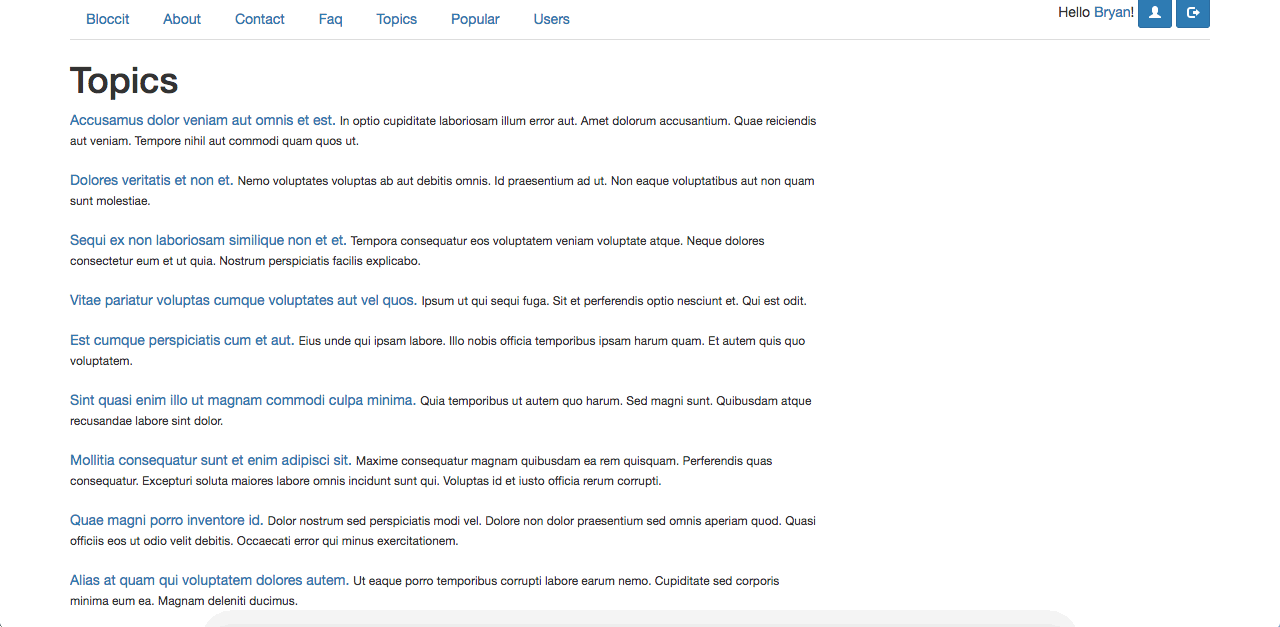 Bloccit About Contact Faq Topics Popular Users Hello Bryan!
Topics
Accusamus dolor veniam aut omnis et est. In optio cupiditate laboriosam illum error aut. Amet dolorum accusantium. Quae reiciendis
aut veniam. Tempore nihil aut commodi quam quos ut.
Dolores veritatis et non et. Nemo voluptates voluptas ab aut debitis omnis. Id praesentium ad ut. Non eaque voluptatibus aut non quam
sunt molestiae.
Sequi ex non laboriosam similique non et et. Tempora consequatur eos voluptatem veniam voluptate atque. Neque dolores
consectetur eum et ut quia. Nostrum perspiciatis facilis explicabo.
Vitae pariatur voluptas cumque voluptates aut vel quos. Ipsum ut qui sequi fuga. Sit et perferendis optio nesciunt et. Qui est odit.
Est cumque perspiciatis cum et aut. Eius unde qui ipsam labore. Illo nobis officia temporibus ipsam harum quam. Et autem quis quo
voluptatem.
Sint quasi enim illo ut magnam commodi culpa minima. Quia temporibus ut autem quo harum. Sed magni sunt. Quibusdam atque
recusandae labore sint dolor.
Mollitia consequatur sunt et enim adipisci sit. Maxime consequatur magnam quibusdam ea rem quisquam. Perferendis quas
consequatur. Excepturi soluta maiores labore omnis incidunt sunt qui. Voluptas id et iusto officia rerum corrupti.
Quae magni porro inventore id. Dolor nostrum sed perspiciatis modi vel. Dolore non dolor praesentium sed omnis aperiam quod. Quasi
officiis eos ut odio velit debitis. Occaecati error qui minus exercitationem.
Alias at quam qui voluptatem dolores autem. Ut eaque porro temporibus corrupti labore earum nemo. Cupiditate sed corporis
minima eum ea. Magnam deleniti ducimus.